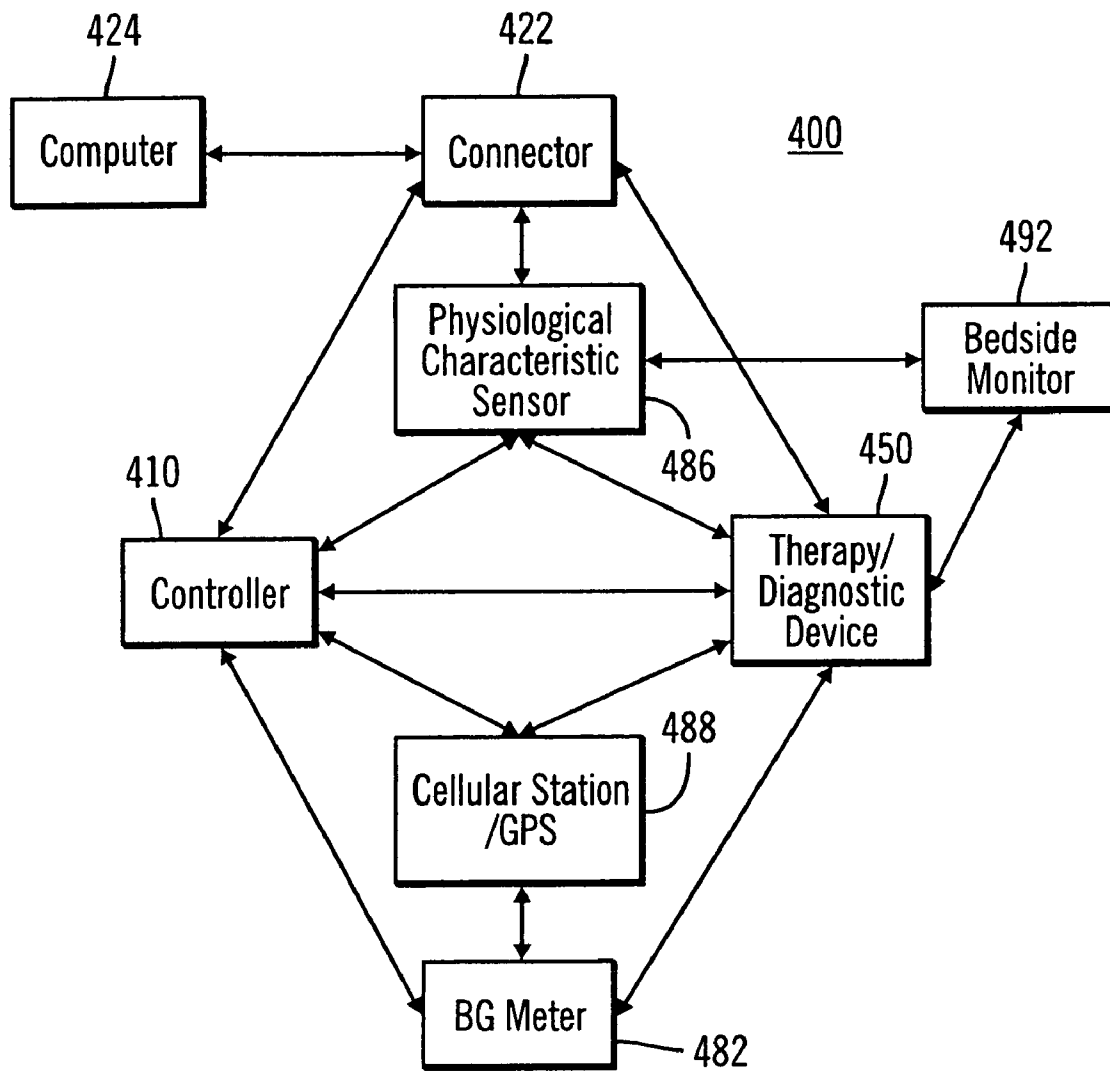 424
422
Computer
Connector
400
492
Physiological
Characteristic
Sensor
Bedside
Monitor
486
410
450
Controller
Therapy/
Diagnostic
Device
488
Cellular Station
/GPS
BG Meter
482